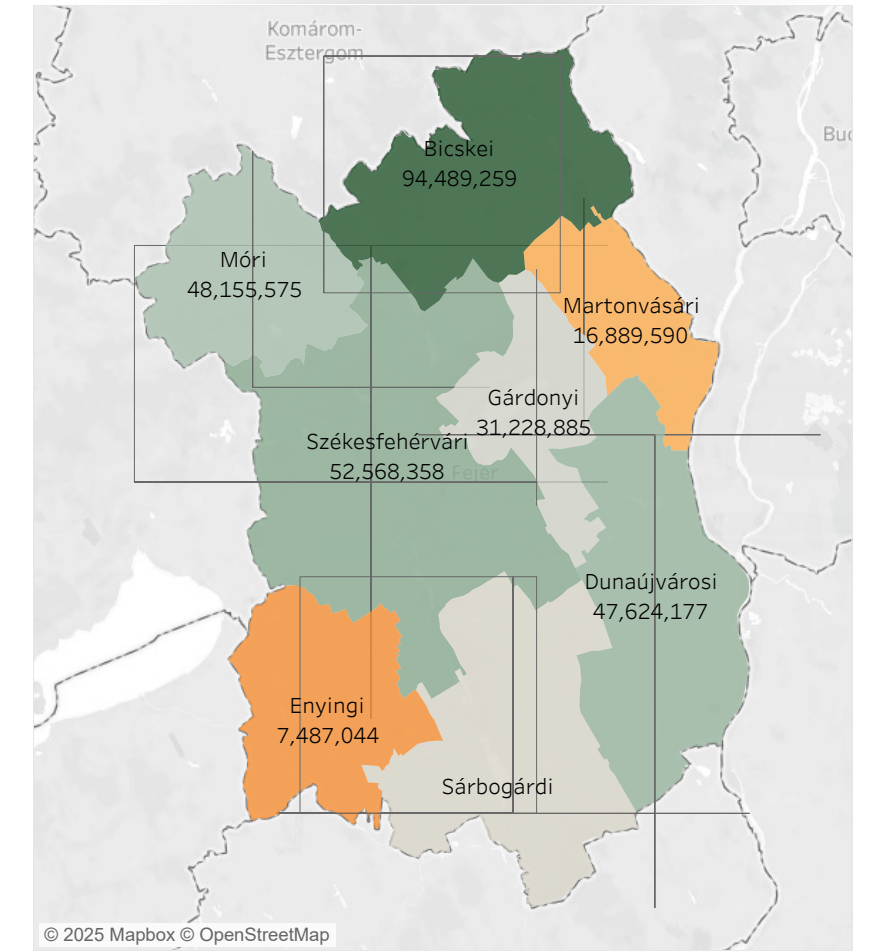 Komárom-
Esztergom
Bicskei
94,489,259
Buc
Móri
48,155,575
Martonvásári
16,889,590
Gárdonyi
31,228,885
Székesfehérvári
52,568,358
Fejér
Dunaújvárosi
47,624,177
Enyingi
7,487,044
Sárbogárdi
© 2025 Mapbox © OpenStreetMap